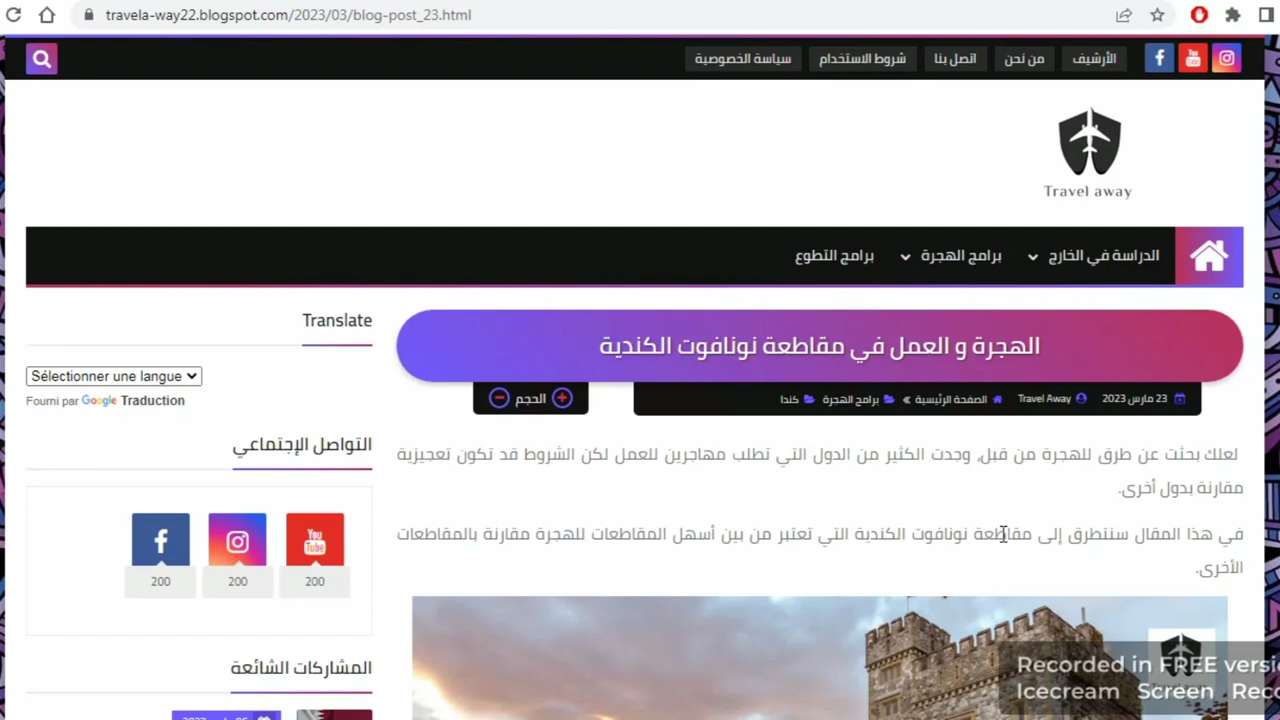 travela-way22.blogspot.com/2023/03/blog-post_23.html
الأرشيف
من نحن
اتصل بنا
شروط الاستخدام
سياسة الخصوصية
Travel away
الدراسة في الخارج
برامج الهجرة
برامج التطوع
الهجرة و العمل في مقاطعة نونافوت الكندية
23 مارس 2023
Travel Away
الصفحة الرئيسية » برامج الهجرة
كندا
الحجم
لعلك بحثت عن طرق للهجرة من قبل، وجدت الكثير من الدول التي تطلب مهاجرين للعمل لكن الشروط قد تكون تعجيزية
مقارنة بدول أخرى.
في هذا المقال سنتطرق إلى مقاطعة نونافوت الكندية التي تعتبر من بين أسهل المقاطعات للهجرة مقارنة بالمقاطعات
الأخرى.
Translate
Sélectionner une langue
Fourni par Google Traduction
التواصل الإجتماعي
You Tube
200
200
200
المشاركات الشائعة
Recorded in FREE versi
Icecream Screen Reco